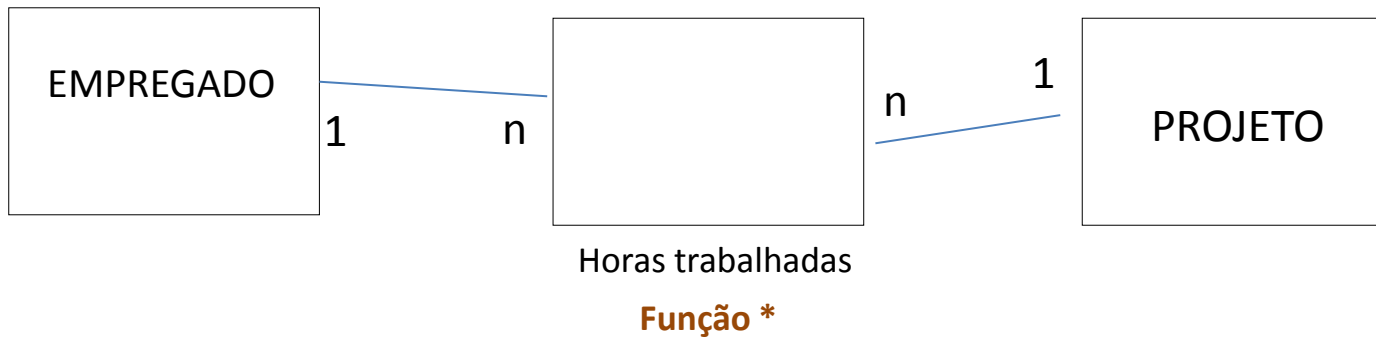 EMPREGADO
1
n
n
1
PROJETO
Horas trabalhadas
Função *